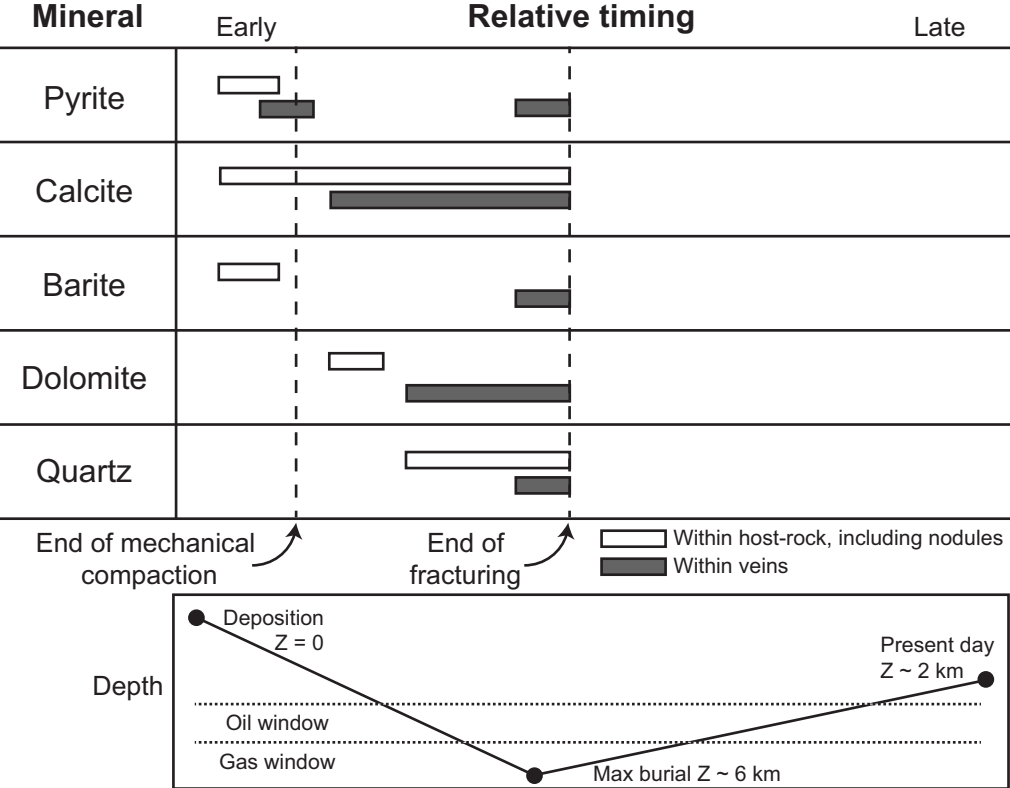 Mineral
Early
Relative timing
Late
Pyrite
Calcite
Barite
Dolomite
Quartz
End of mechanical
compaction
End of
fracturing
Within host-rock, including nodules
Within veins
Depth
Deposition
Z = 0
Present day
Z ~ 2 km
Oil window
Gas window
Max burial Z ~ 6 km